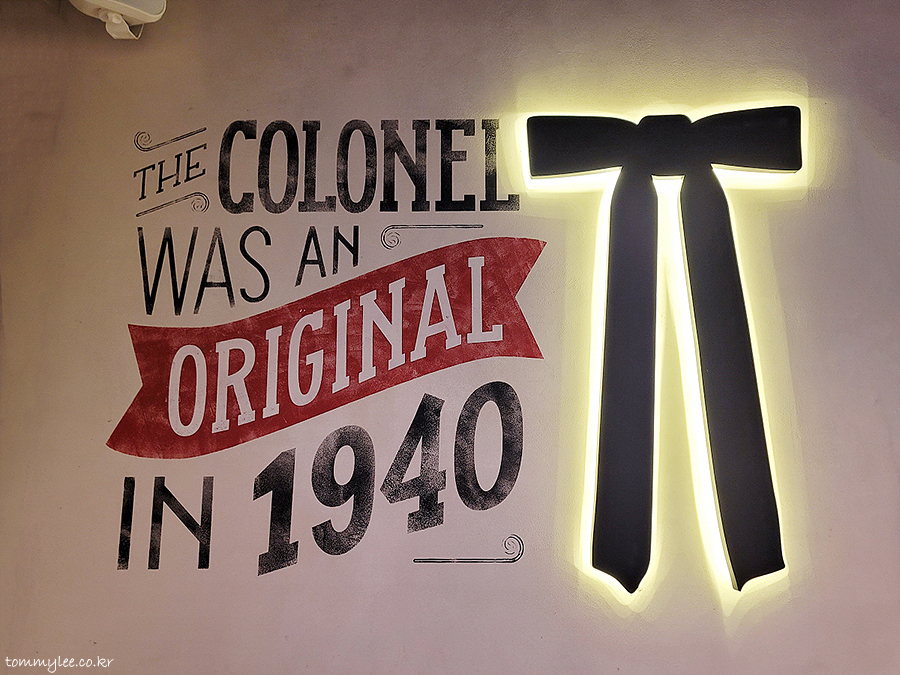 THE COLONEL
WAS AN
ORIGINAL
IN 1940
tommylee.co.kr